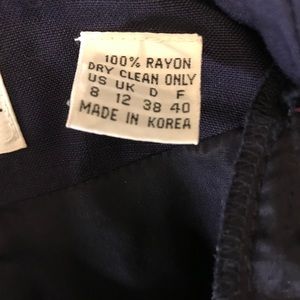 100% RAYON
DRY CLEAN ONLY
US UK D F
8 12 38 40
MADE IN KOREA